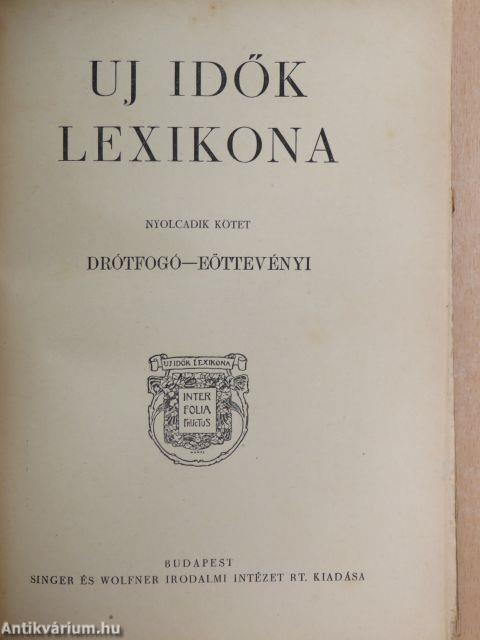 UJ IDŐK
LEXIKONA
NYOLCADIK KÖTET
DRÓTFOGÓ—EÖTTEVÉNYI
UJ IDŐK LEXIKONA
INTER
FOLIA
FRUCTUS
BUDAPEST
SINGER ÉS WOLFNER IRODALMI INTÉZET RT. KIADÁSA
Antikvárium.hu